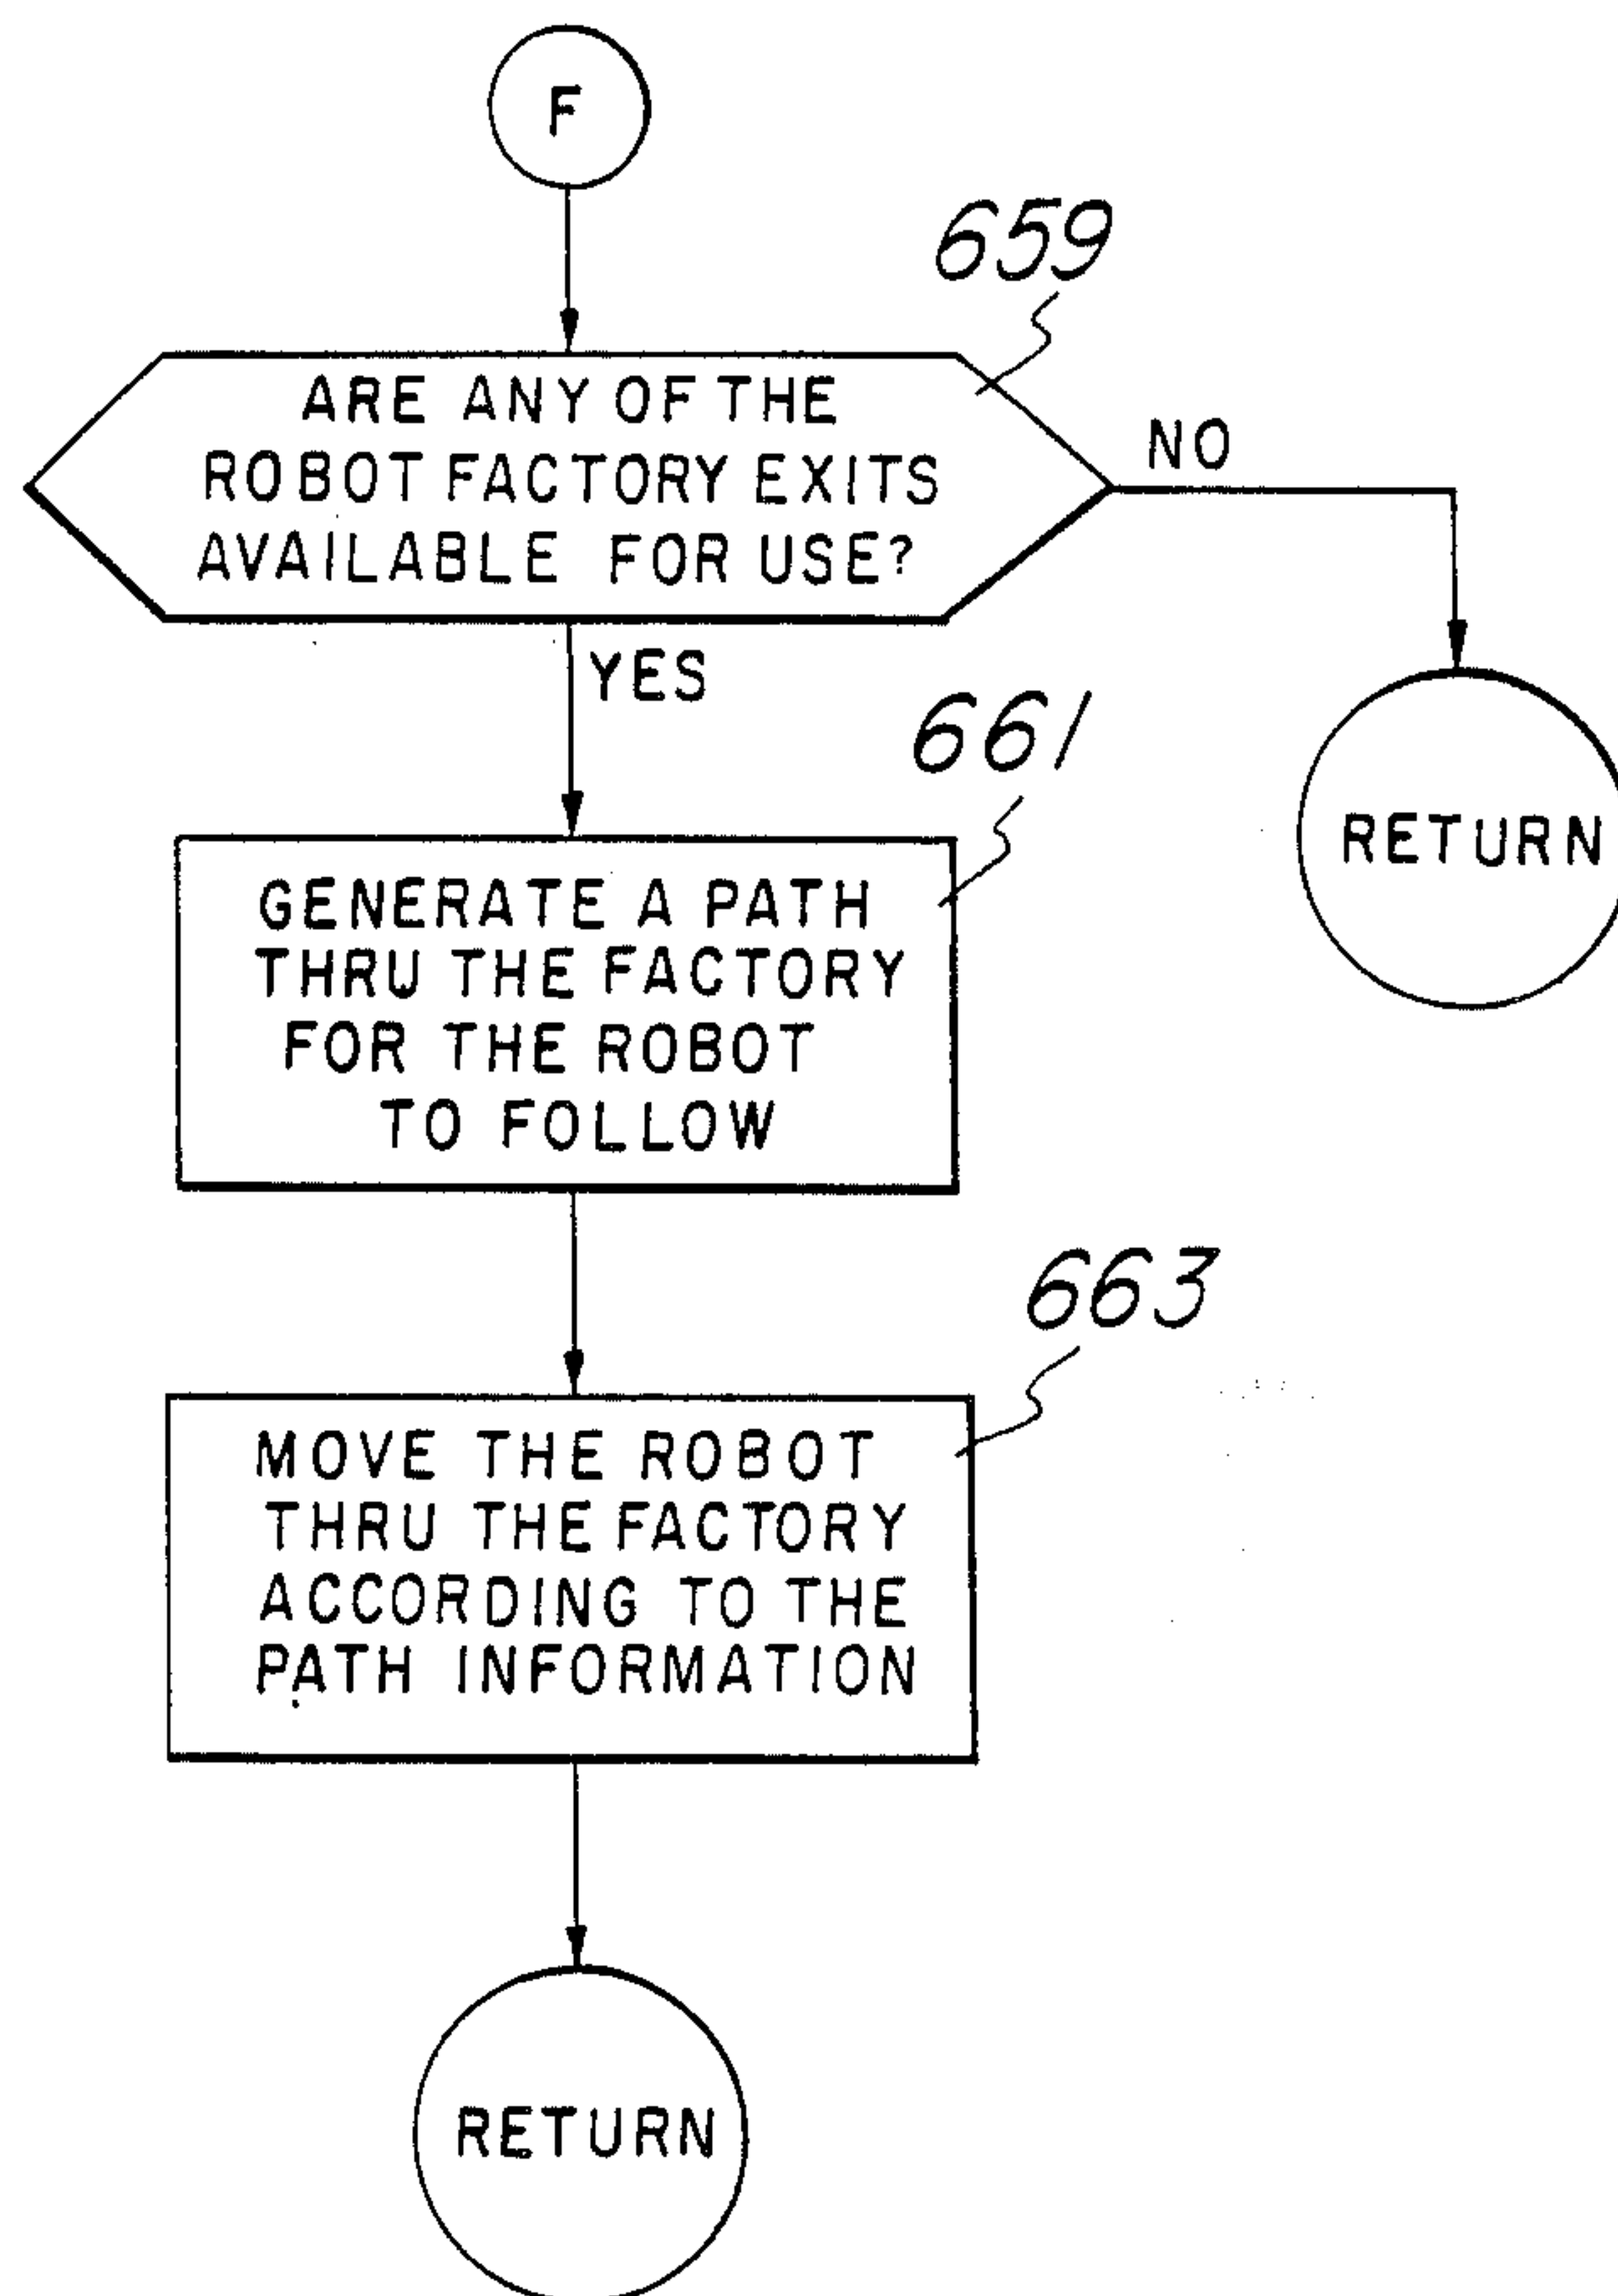 F
659
ARE ANY OF THE
ROBOT FACTORY EXITS
AVAILABLE FOR USE?
NO
YES
RETURN
661
GENERATE A PATH
THRU THE FACTORY
FOR THE ROBOT
TO FOLLOW
663
MOVE THE ROBOT
THRU THE FACTORY
ACCORDING TO THE
PATH INFORMATION
RETURN